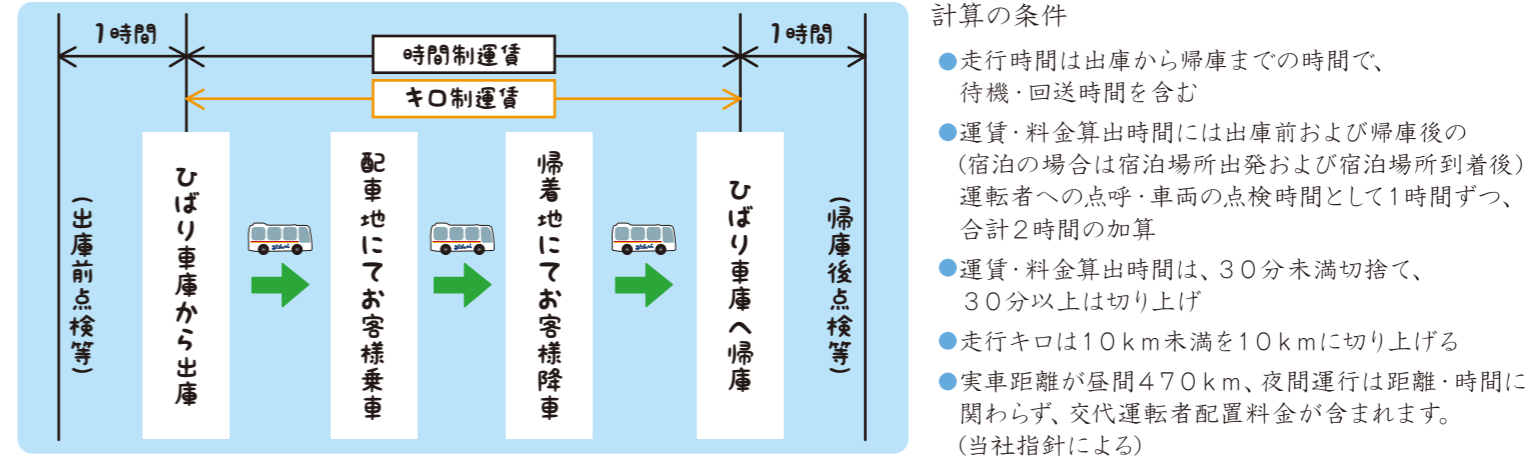 1時間
時間制運賃
1時間
キロ制運賃
(出庫前点検等)
ひばり車庫から出庫
配車地にてお客様乗車
帰着地にてお客様降車
ひばり車庫へ帰庫
(帰庫後点検等)
計算の条件
●走行時間は出庫から帰庫までの時間で、
待機・回送時間を含む
●運賃・料金算出時間には出庫前および帰庫後の
(宿泊の場合は宿泊場所出発および宿泊場所到着後)
運転者への点呼・車両の点検時間として1時間ずつ、
合計2時間の加算
●運賃・料金算出時間は、30分未満切捨て、
30分以上は切り上げ
●走行キロは10km未満を10kmに切り上げる
●実車距離が昼間470km、夜間運行は距離・時間に
関わらず、交代運転者配置料金が含まれます。
(当社指針による)